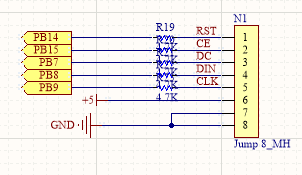 R19 N1
PB14 RST 1
PB15 CE 2
PB7 DC 3
PB8 DIN 4
PB9 CLK 5
+5 4.7K 6
7
GND 8
Jump 8_MH